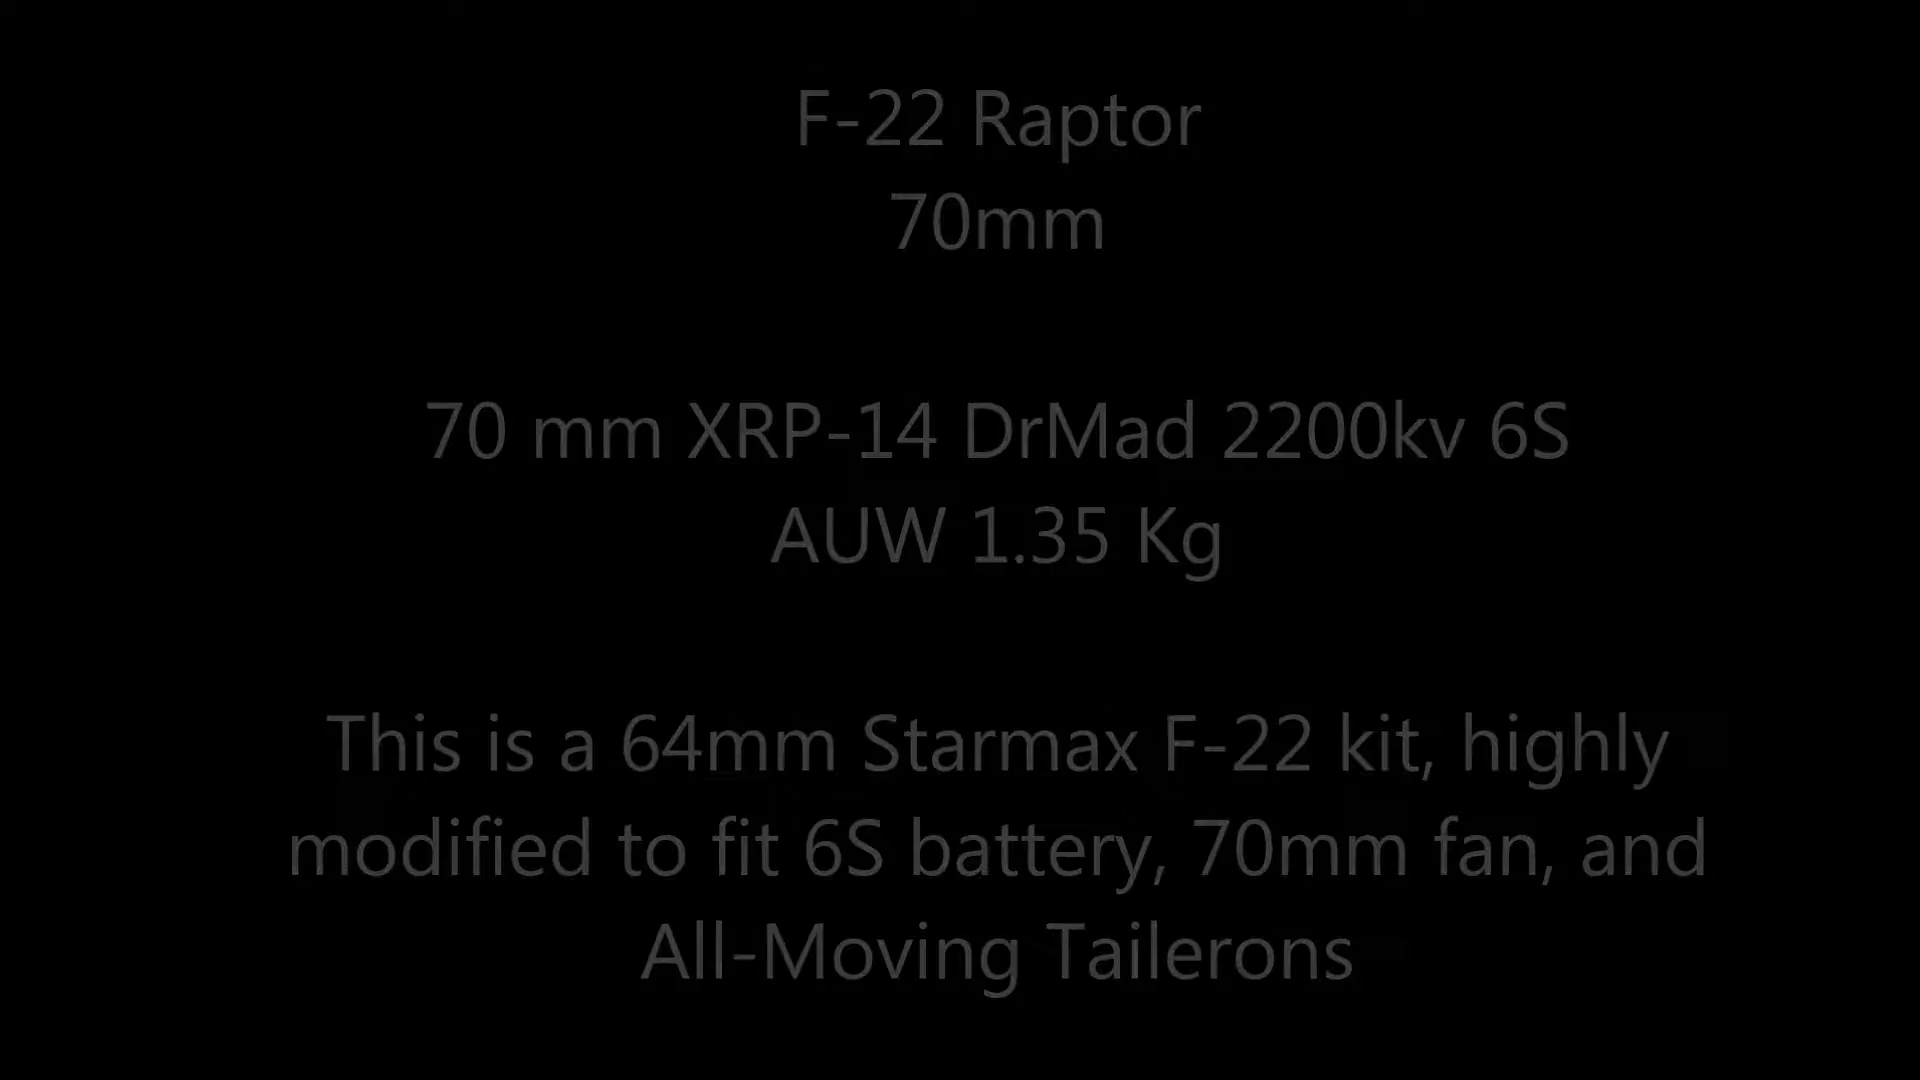 F-22 Raptor
70mm
70 mm XRP-14 DrMad 2200kv 6S
AUW 1.35 Kg
This is a 64mm Starmax F-22 kit, highly
modified to fit 6S battery, 70mm fan, and
All-Moving Tailerons